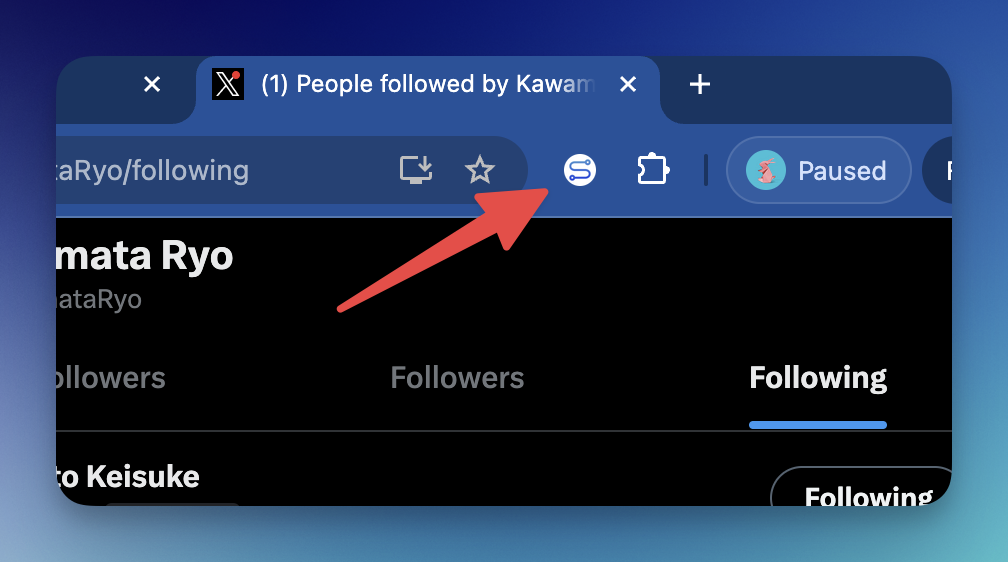 (1) People followed by Kawam
taRyo/following
Paused
mata Ryo
ataRyo
ollowers
Followers
Following
to Keisuke
Following